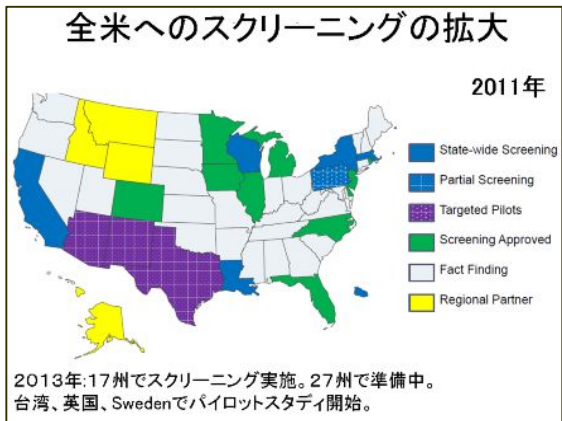 全米へのスクリーニングの拡大
2011年
State-wide Screening
Partial Screening
Targeted Pilots
Screening Approved
Fact Finding
Regional Partner
2013年:17州でスクリーニング実施。27州で準備中。
台湾、英国、Swedenでパイロットスタディ開始。